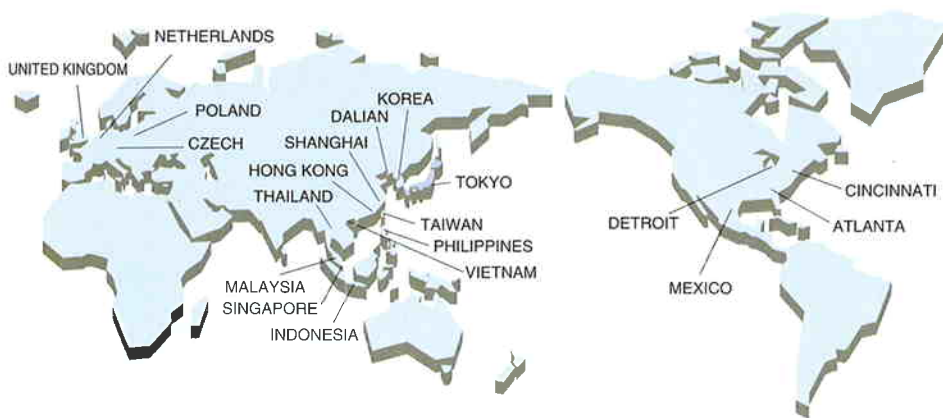 NETHERLANDS
UNITED KINGDOM
POLAND
CZECH
KOREA
DALIAN
SHANGHAI
HONG KONG
THAILAND
TOKYO
TAIWAN
PHILIPPINES
VIETNAM
MALAYSIA
SINGAPORE
INDONESIA
CINCINNATI
DETROIT
ATLANTA
MEXICO